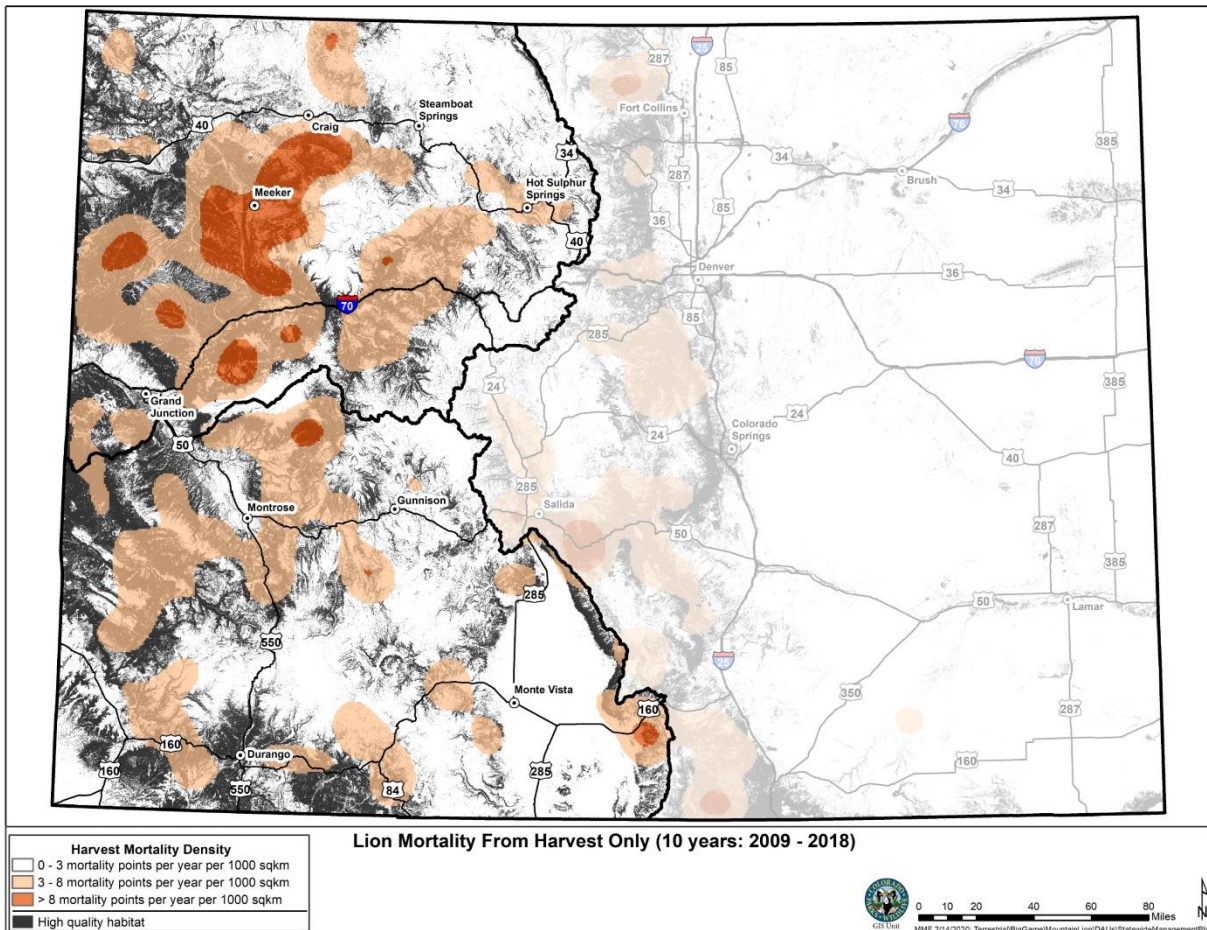 25
287
85
Fort Collins
76
Steamboat
Springs
40
Craig
34
385
34
287
Brush
34
Meeker
Hot Sulphur
Springs
85
36
40
Denver
36
70
85
285
70
24
385
Grand
Junction
50
Colorado
Springs
24
24
40
285
Salida
Gunnison
Montrose
50
287
385
285
50
Lamar
550
25
Monte Vista
160
350
287
160
Durango
160
160
285
84
550
Lion Mortality From Harvest Only (10 years: 2009 - 2018)
Harvest Mortality Density
0 - 3 mortality points per year per 1000 sqkm
3 - 8 mortality points per year per 1000 sqkm
> 8 mortality points per year per 1000 sqkm
High quality habitat
COLORADO
PARKS
WILDLIFE
GIS Unit
0 10 20 40 60 80
Miles
N